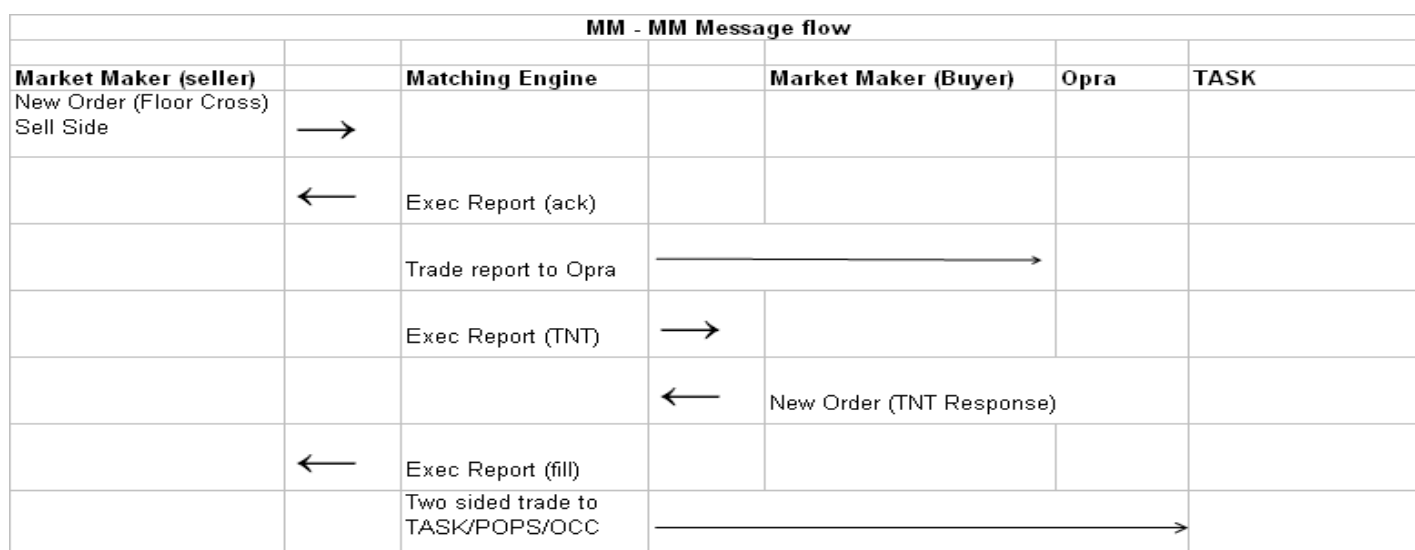 MM - MM Message flow
Market Maker (seller) Matching Engine Market Maker (Buyer) Opra TASK
New Order (Floor Cross)
Sell Side
Exec Report (ack)
Trade report to Opra
Exec Report (TNT)
New Order (TNT Response)
Exec Report (fill)
Two sided trade to
TASK/POPS/OCC